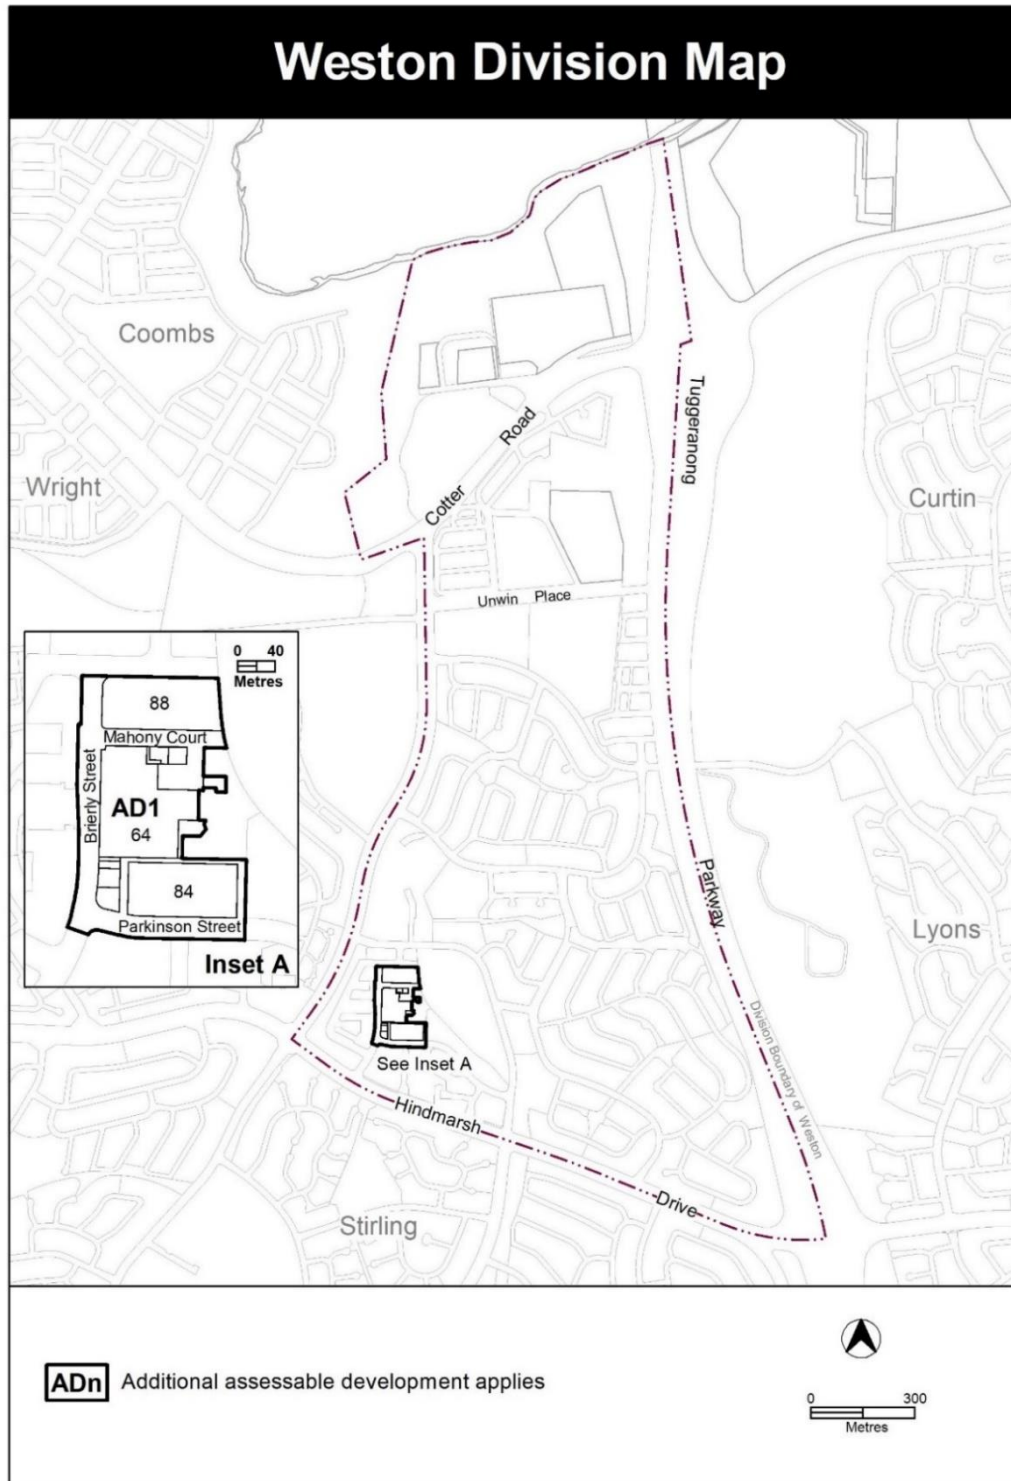 Weston Division Map
Coombs
Wright
Cotter Road
Tuggeranong
Curtin
Unwin Place
0 40
Metres
88
Mahony Court
Brierly Street
AD1
64
84
Parkinson Street
Inset A
Parkway
Lyons
See Inset A
Division Boundary of Weston
Hindmarsh
Drive
Stirling
ADn Additional assessable development applies
0 300
Metres